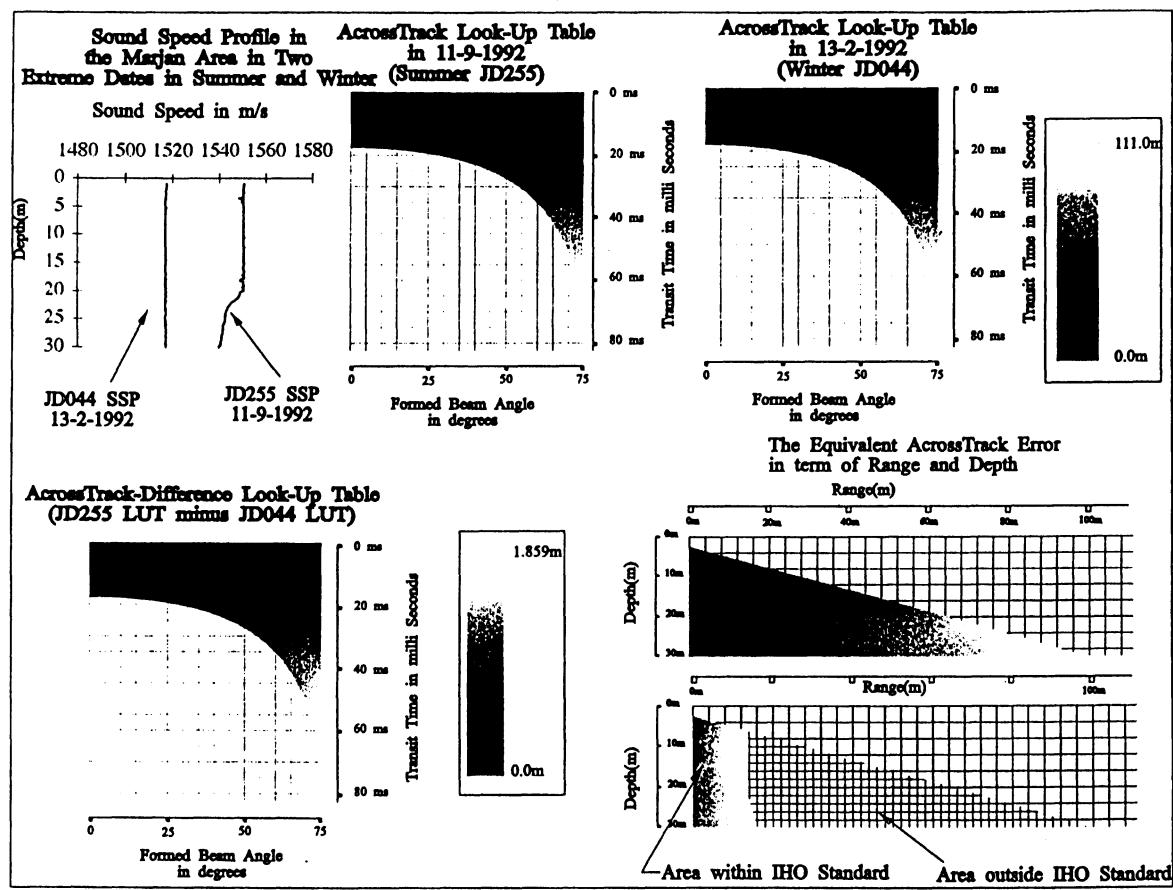 Sound Speed Profile in
the Marjan Area in Two
Extreme Dates in Summer and Winter
Sound Speed in m/s
1480 1500 1520 1540 1560 1580
Depth(m)
0
5
10
15
20
25
30
JD044 SSP
13-2-1992
JD255 SSP
11-9-1992
AcrossTrack Look-Up Table
in 11-9-1992
(Summer JD255)
0 ms
20 ms
40 ms
60 ms
80 ms
Transit Time in milli Seconds
0 25 50 75
Formed Beam Angle
in degrees
AcrossTrack Look-Up Table
in 13-2-1992
(Winter JD044)
0 ms
20 ms
40 ms
60 ms
80 ms
Transit Time in milli Seconds
0 25 50 75
Formed Beam Angle
in degrees
111.0m
0.0m
AcrossTrack-Difference Look-Up Table
(JD255 LUT minus JD044 LUT)
0 ms
20 ms
40 ms
60 ms
80 ms
Transit Time in milli Seconds
0 25 50 75
Formed Beam Angle
in degrees
1.859m
0.0m
The Equivalent AcrossTrack Error
in term of Range and Depth
Range(m)
0m 20m 40m 60m 80m 100m
Depth(m)
0m
10m
20m
30m
Range(m)
0m 100m
Depth(m)
0m
10m
20m
30m
Area within IHO Standard
Area outside IHO Standard